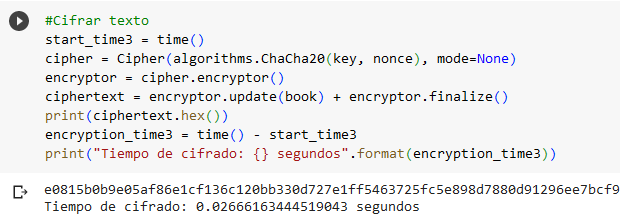 #Cifrar texto
start_time3 = time()
cipher = Cipher(algorithms.ChaCha20(key, nonce), mode=None)
encryptor = cipher.encryptor()
ciphertext = encryptor.update(book) + encryptor.finalize()
print(ciphertext.hex())
encryption_time3 = time() - start_time3
print("Tiempo de cifrado: {} segundos".format(encryption_time3))
e0815b0b9e05af86e1cf136c120bb330d727e1ff5463725fc5e898d7880d91296ee7bcf9
Tiempo de cifrado: 0.02666163444519043 segundos